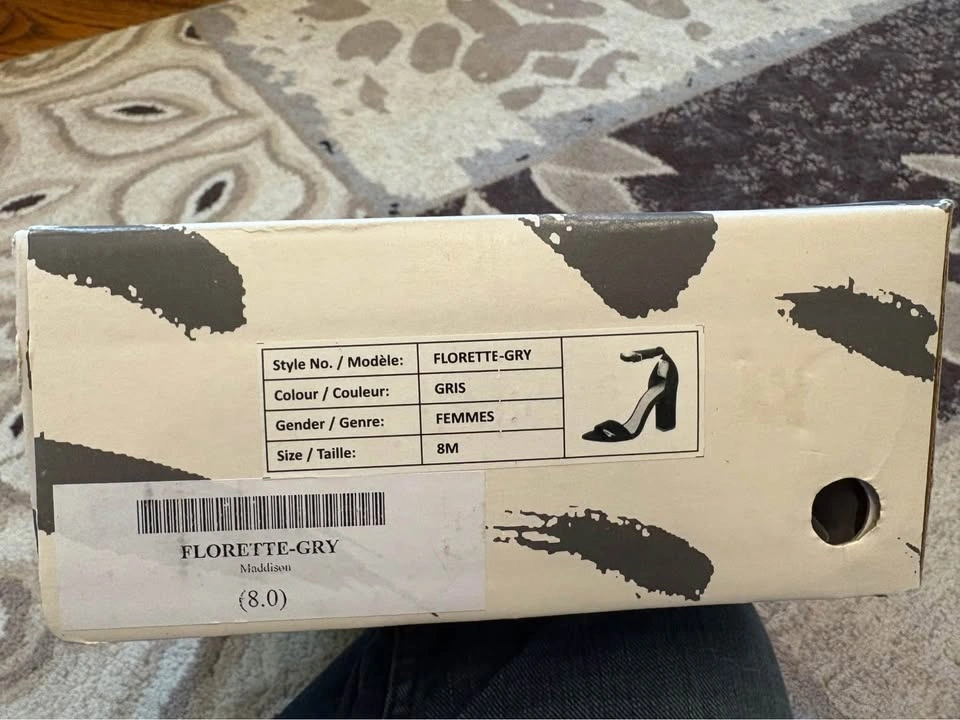 Style No. / Modèle: FLORETTE-GRY
Colour / Couleur: GRIS
Gender / Genre: FEMMES
Size / Taille: 8M
FLORETTE-GRY
Maddison
(8.0)